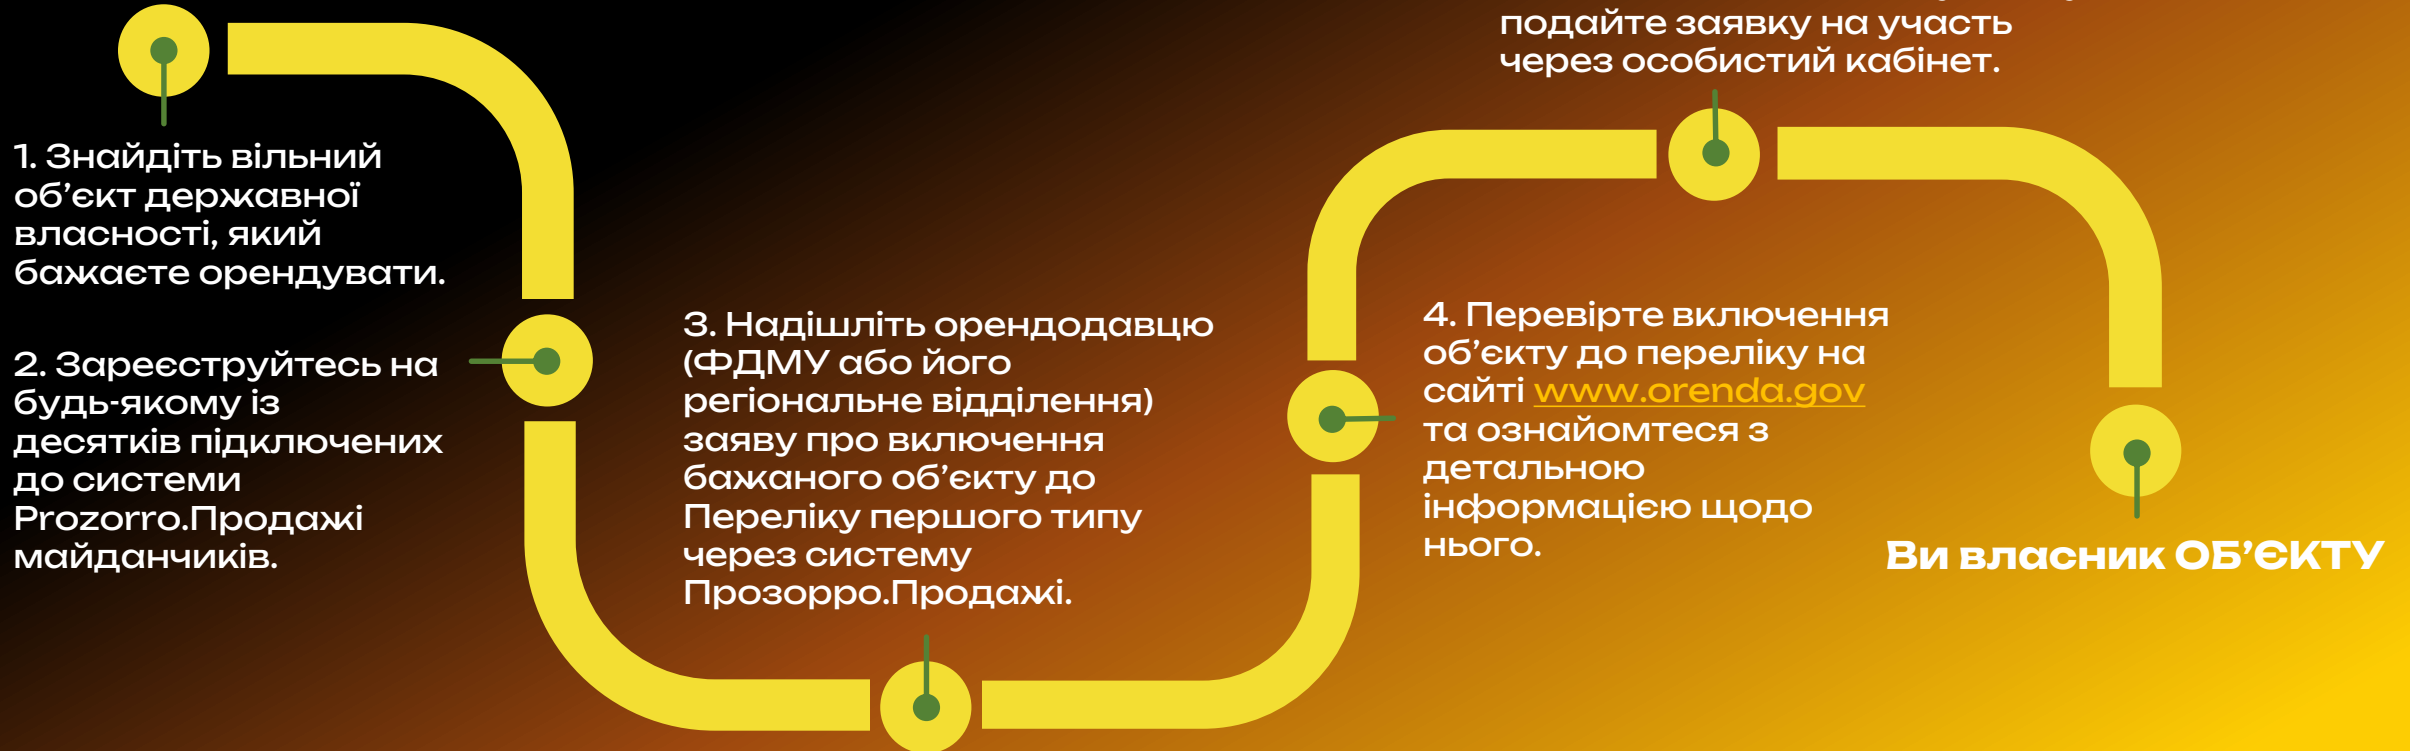 1. Знайдіть вільний
об’єкт державної
власності, який
бажаєте орендувати.
2. Зареєструйтесь на
будь-якому із
десятків підключених
до системи
Prozorro.Продажі
майданчиків.
3. Надішліть орендодавцю
(ФДМУ або його
регіональне відділення)
заяву про включення
бажаного об’єкту до
Переліку першого типу
через систему
Прозорро.Продажі.
4. Перевірте включення
об’єкту до переліку на
сайті www.orenda.gov
та ознайомтеся з
детальною
інформацією щодо
нього.
подайте заявку на участь
через особистий кабінет.
Ви власник ОБ’ЄКТУ